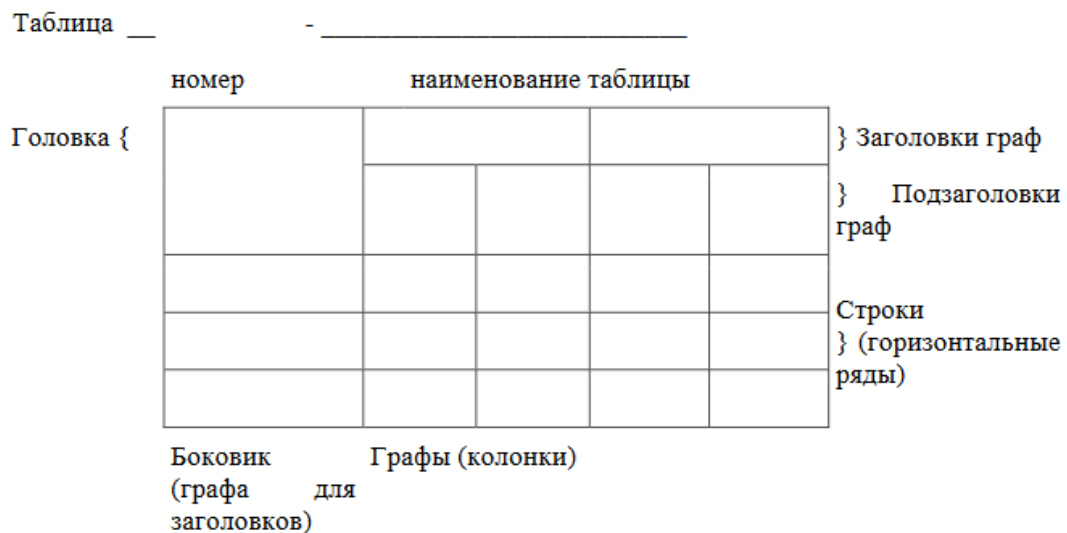 Таблица __ - __________________________
номер наименование таблицы
Головка {
} Заголовки граф
} Подзаголовки
граф
Строки
} (горизонтальные
ряды)
Боковик
(графа для
заголовков)
Графы (колонки)